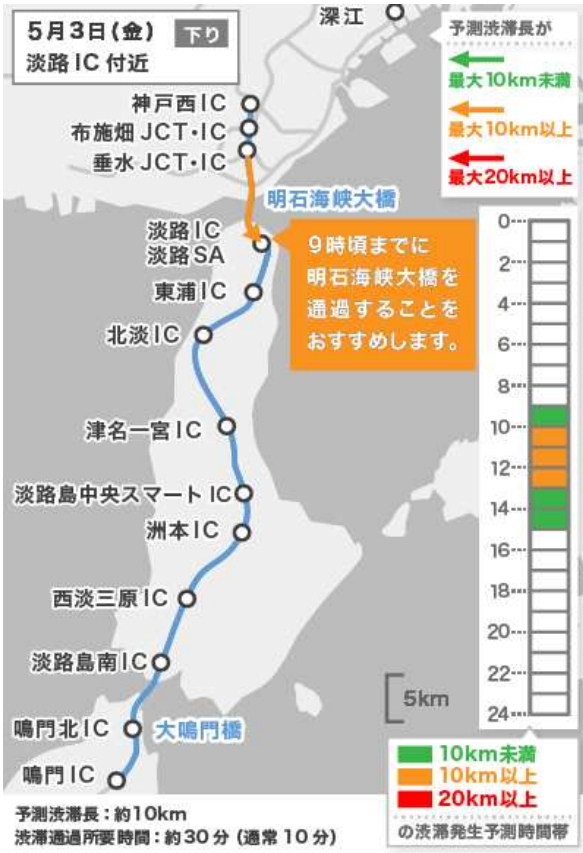 5月3日(金) 下り
淡路IC付近
深江
予測渋滞長が
最大10km未満
最大10km以上
最大20km以上
神戸西IC
布施畑JCT・IC
垂水JCT・IC
明石海峡大橋
淡路IC
淡路SA
9時頃までに
明石海峡大橋を
通過することを
おすすめします。
東浦IC
北淡IC
津名一宮IC
淡路島中央スマートIC
洲本IC
西淡三原IC
淡路島南IC
鳴門北IC
大鳴門橋
鳴門IC
5km
0
2
4
6
8
10
12
14
16
18
20
22
24
10km未満
10km以上
20km以上
の渋滞発生予測時間帯
予測渋滞長：約10km
渋滞通過所要時間：約30分（通常10分）